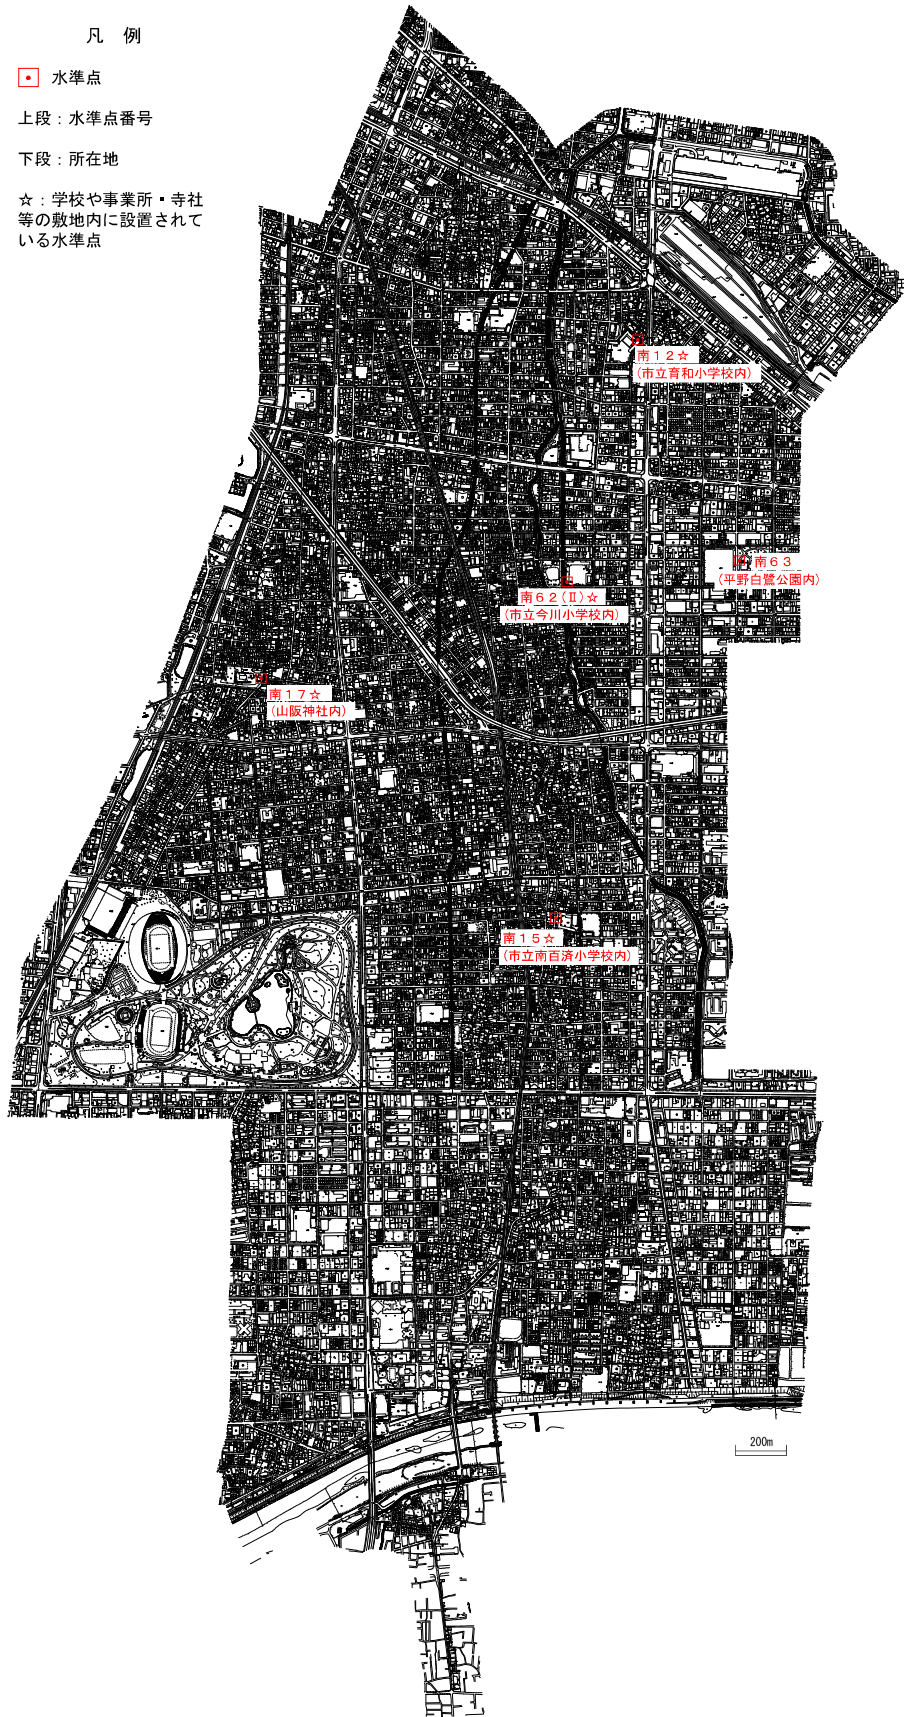 凡 例
水準点
上段：水準点番号
下段：所在地
☆：学校や事業所・寺社
等の敷地内に設置されて
いる水準点
南１２☆
（市立育和小学校内）
南６３
（平野白鷺公園内）
南６２（Ⅱ）☆
（市立今川小学校内）
南１７☆
（山阪神社内）
南１５☆
（市立南百済小学校内）
200m